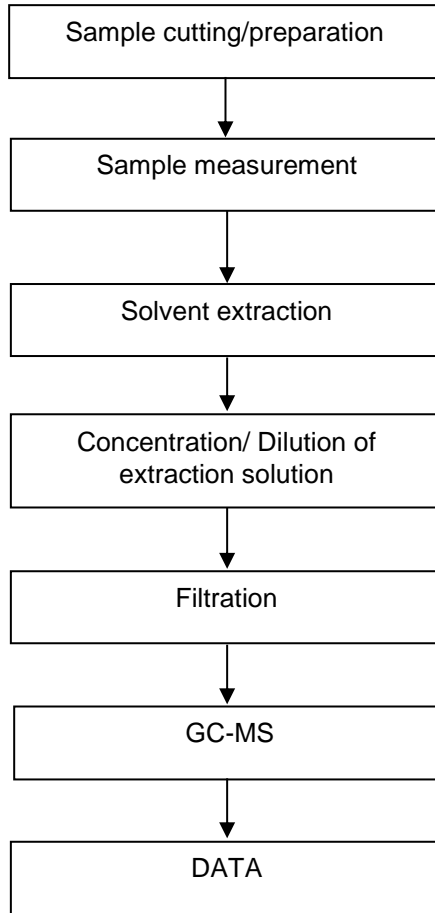 Sample cutting/preparation
Sample measurement
Solvent extraction
Concentration/ Dilution of
extraction solution
Filtration
GC-MS
DATA